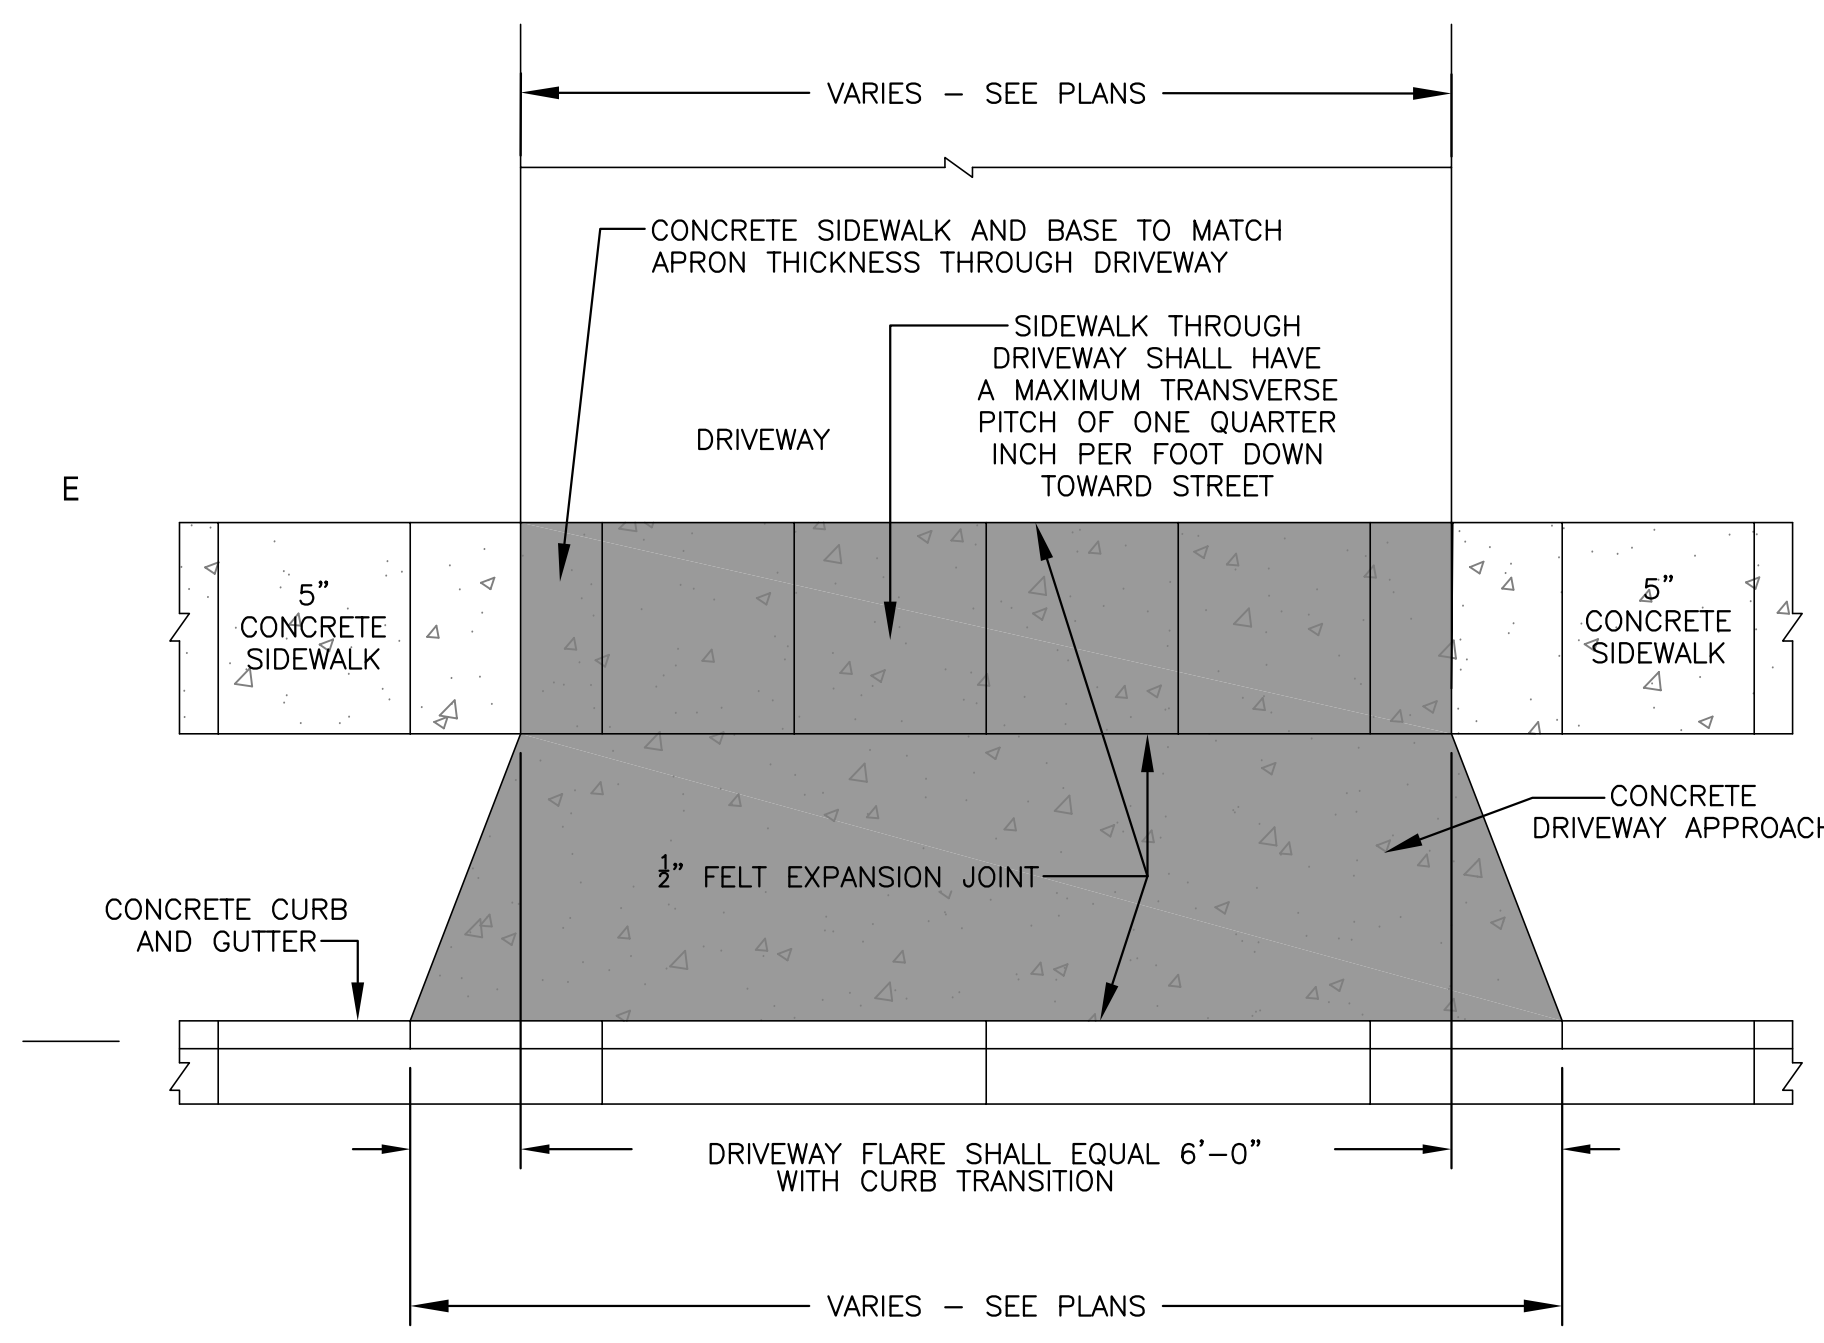 VARIES - SEE PLANS
CONCRETE SIDEWALK AND BASE TO MATCH
APRON THICKNESS THROUGH DRIVEWAY
SIDEWALK THROUGH
DRIVEWAY SHALL HAVE
A MAXIMUM TRANSVERSE
PITCH OF ONE QUARTER
INCH PER FOOT DOWN
TOWARD STREET
DRIVEWAY
E
5"
CONCRETE
SIDEWALK
5"
CONCRETE
SIDEWALK
CONCRETE
DRIVEWAY APPROACH
½" FELT EXPANSION JOINT
CONCRETE CURB
AND GUTTER
DRIVEWAY FLARE SHALL EQUAL 6'-0"
WITH CURB TRANSITION
VARIES - SEE PLANS